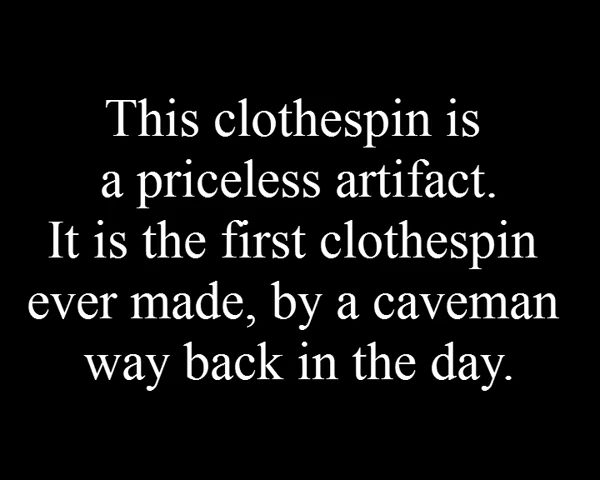 This clothespin is
a priceless artifact.
It is the first clothespin
ever made, by a caveman
way back in the day.